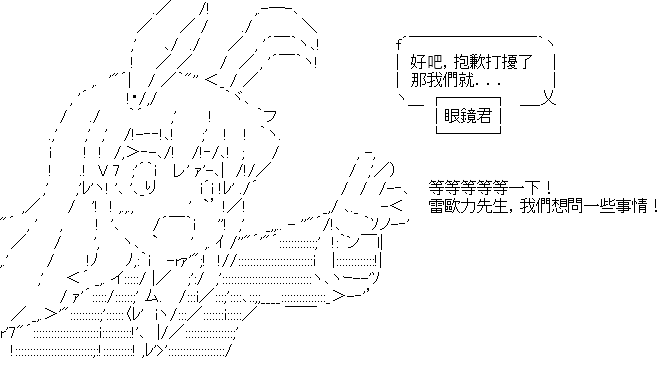 好吧，抱歉打擾了
那我們就．．．
眼鏡君
等等等等等一下！
雷歐力先生，我們想問一些事情！